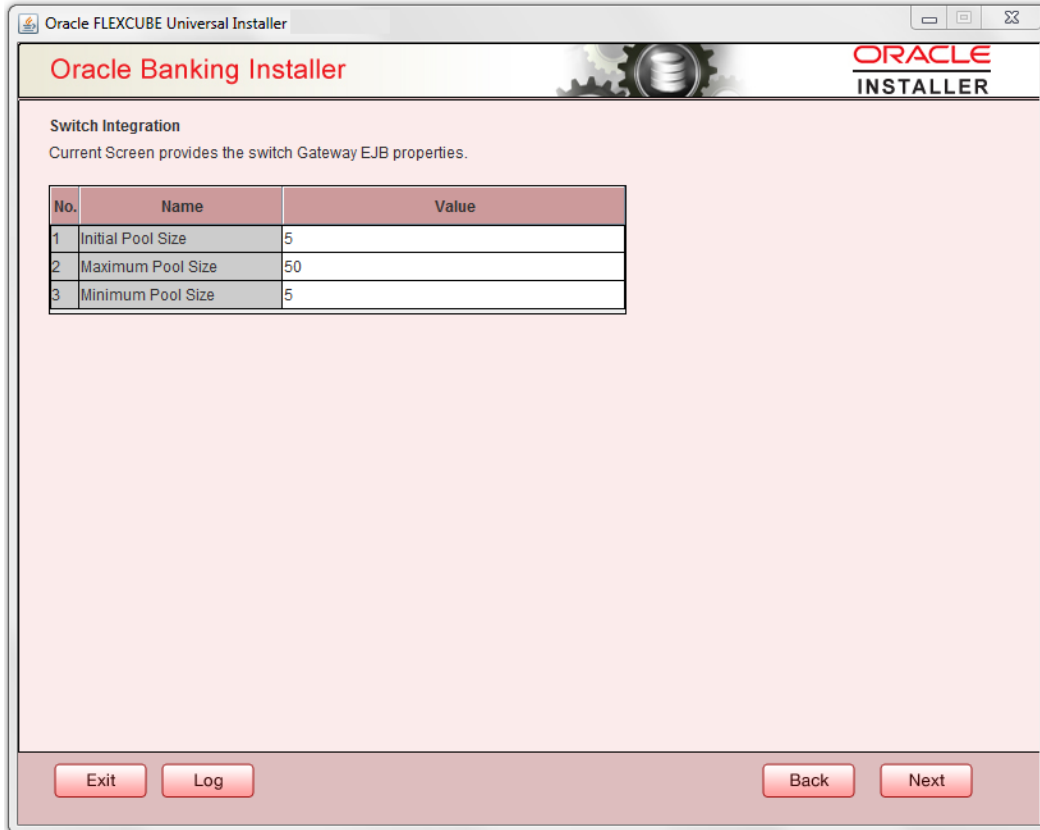 Oracle FLEXCUBE Universal Installer
Oracle Banking Installer
ORACLE
INSTALLER
Switch Integration
Current Screen provides the switch Gateway EJB properties.
No. Name Value
1 Initial Pool Size 5
2 Maximum Pool Size 50
3 Minimum Pool Size 5
Exit Log Back Next